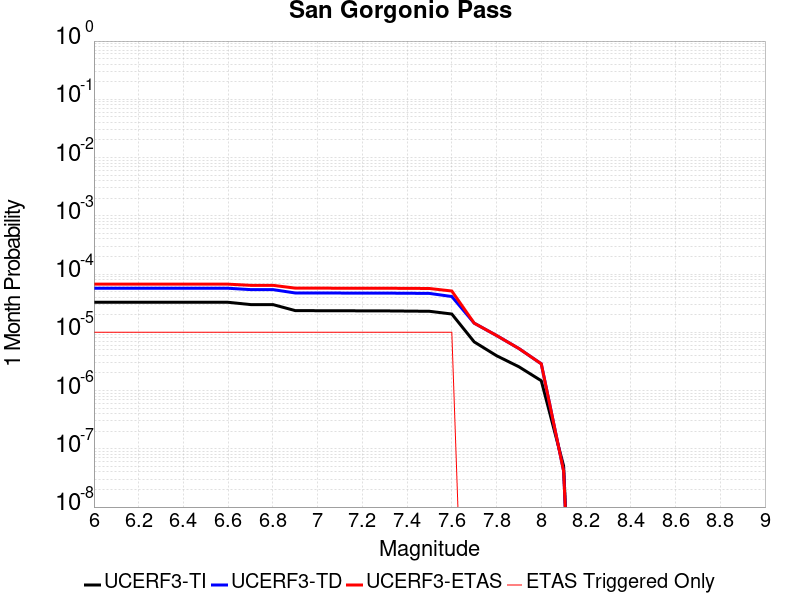 San Gorgonio Pass
10^0
10^-1
10^-2
10^-3
10^-4
10^-5
10^-6
10^-7
10^-8
1 Month Probability
6 6.2 6.4 6.6 6.8 7 7.2 7.4 7.6 7.8 8 8.2 8.4 8.6 8.8 9
Magnitude
UCERF3-TI UCERF3-TD UCERF3-ETAS ETAS Triggered Only